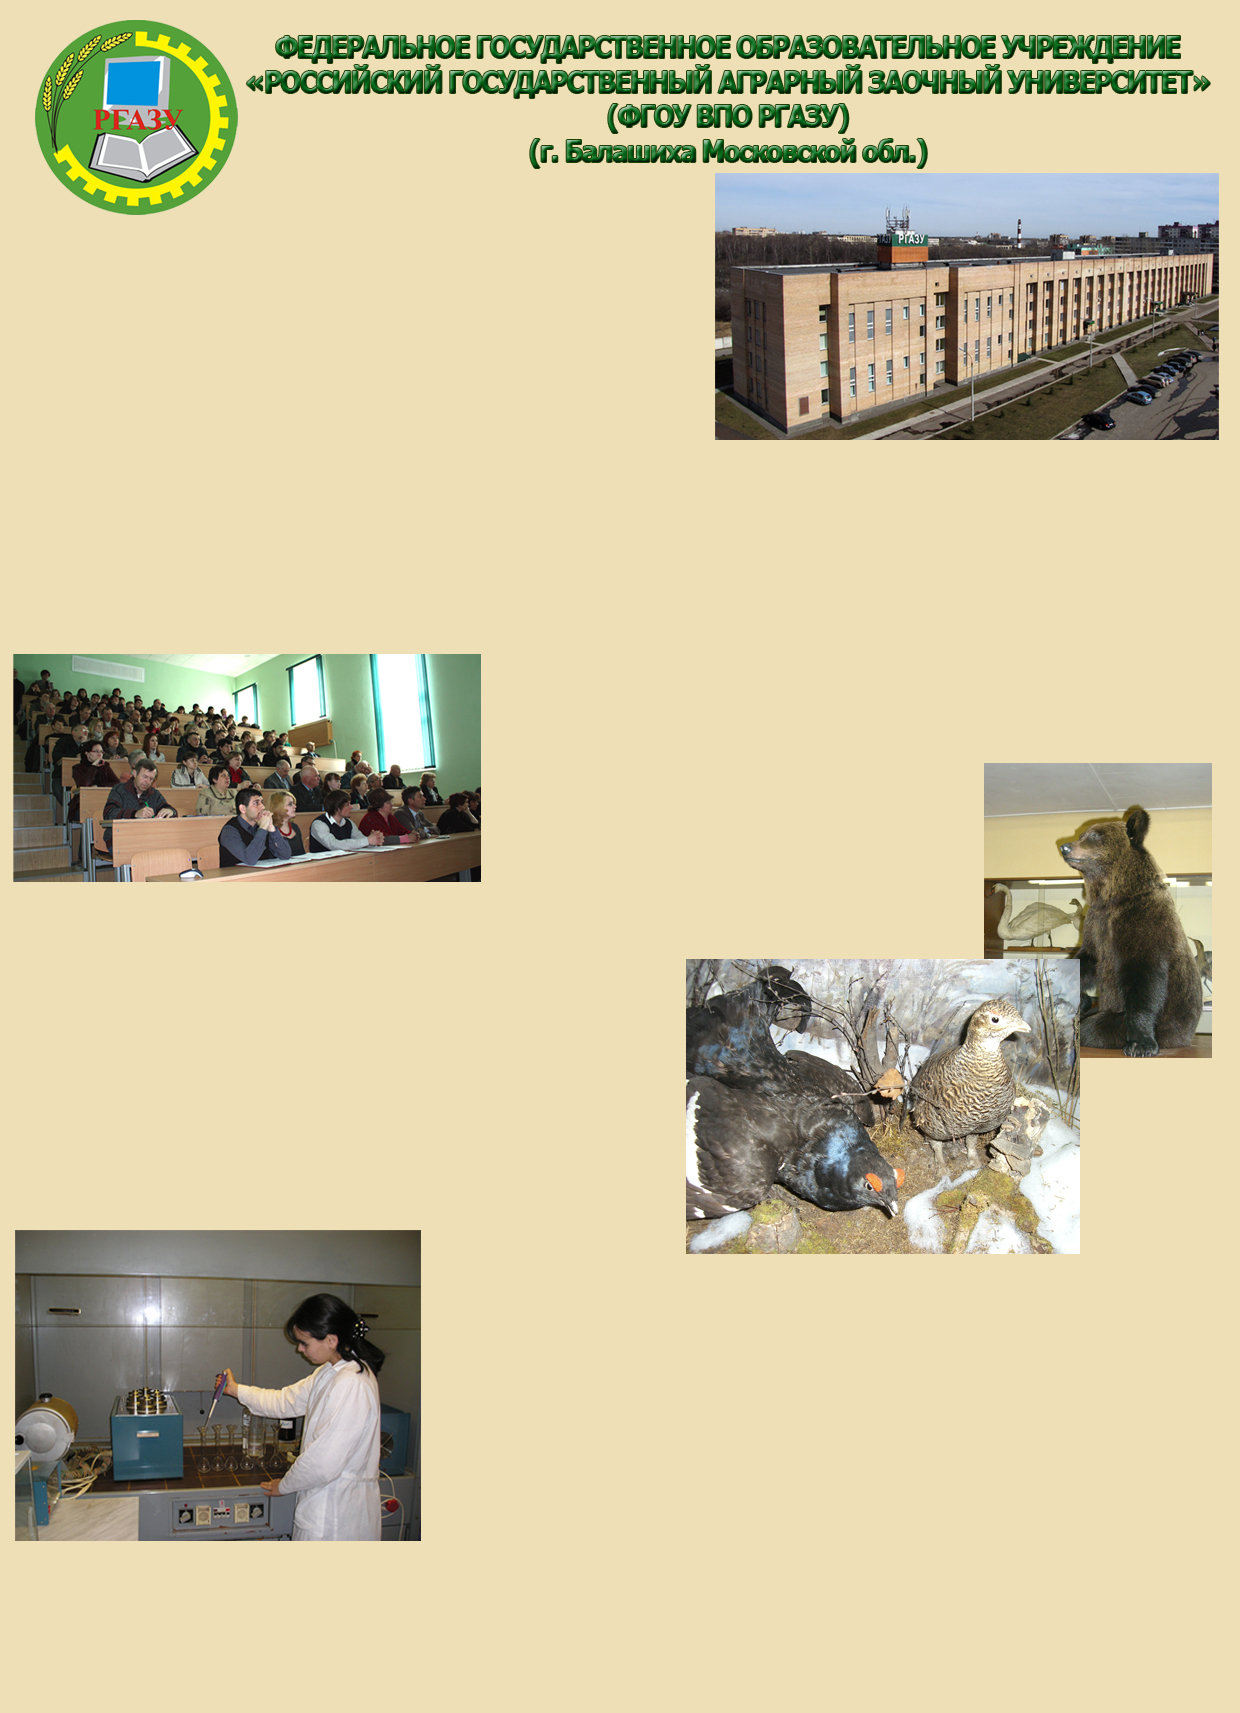 РГАЗУ
ФЕДЕРАЛЬНОЕ ГОСУДАРСТВЕННОЕ ОБРАЗОВАТЕЛЬНОЕ УЧРЕЖДЕНИЕ
«РОССИЙСКИЙ ГОСУДАРСТВЕННЫЙ АГРАРНЫЙ ЗАОЧНЫЙ УНИВЕРСИТЕТ»
(ФГОУ ВПО РГАЗУ)
(г. Балашиха Московской обл.)
РГАЗУ